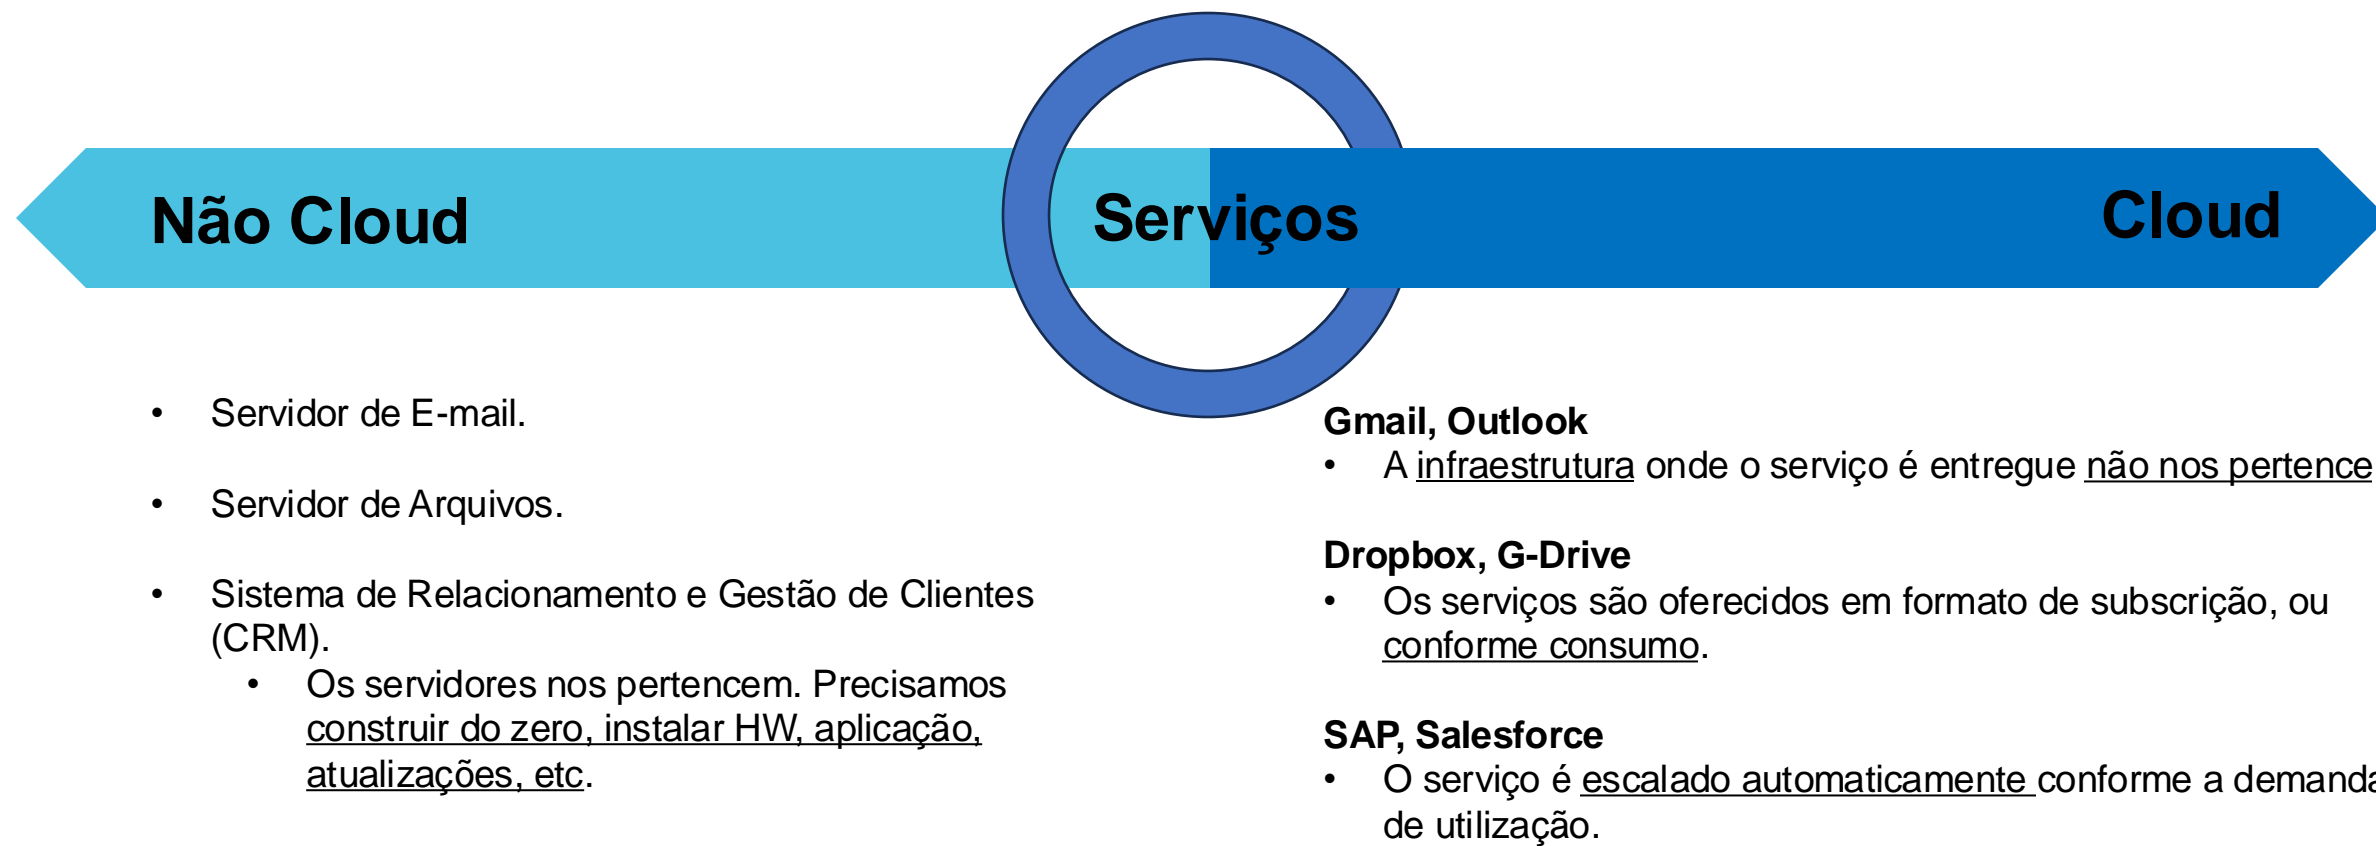 Não Cloud
Serviços
Cloud
• Servidor de E-mail.
• Servidor de Arquivos.
• Sistema de Relacionamento e Gestão de Clientes
(CRM).
• Os servidores nos pertencem. Precisamos
construir do zero, instalar HW, aplicação,
atualizações, etc.
Gmail, Outlook
• A infraestrutura onde o serviço é entregue não nos pertence
Dropbox, G-Drive
• Os serviços são oferecidos em formato de subscrição, ou
conforme consumo.
SAP, Salesforce
• O serviço é escalado automaticamente conforme a demanda
de utilização.